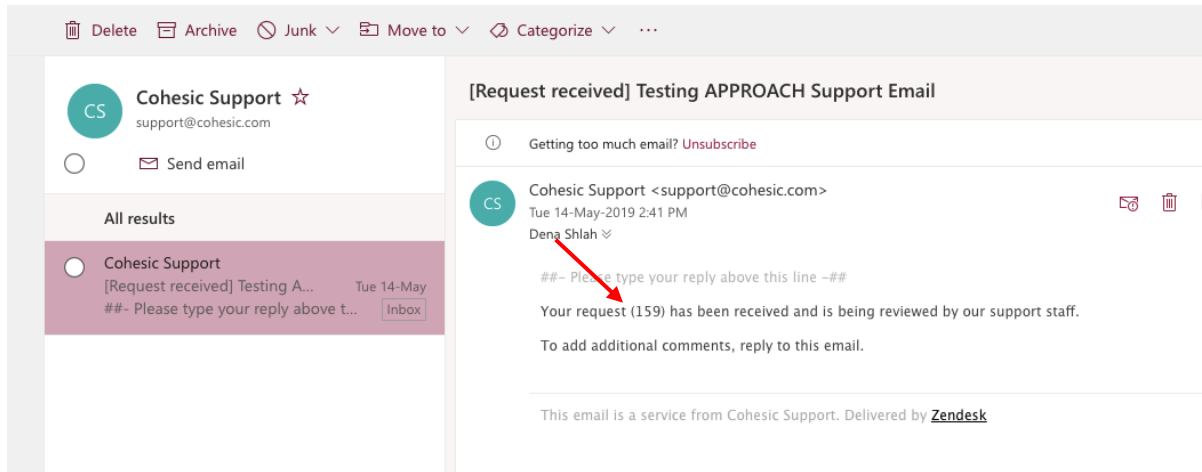 Delete Archive Junk Move to Categorize ···
CS
Cohesic Support
support@cohesic.com
Send email
All results
Cohesic Support
[Request received] Testing A... Tue 14-May
##- Please type your reply above t... Inbox
[Request received] Testing APPROACH Support Email
Getting too much email? Unsubscribe
CS
Cohesic Support <support@cohesic.com>
Tue 14-May-2019 2:41 PM
Dena Shlah
##- Please type your reply above this line -##
Your request (159) has been received and is being reviewed by our support staff.
To add additional comments, reply to this email.
This email is a service from Cohesic Support. Delivered by Zendesk